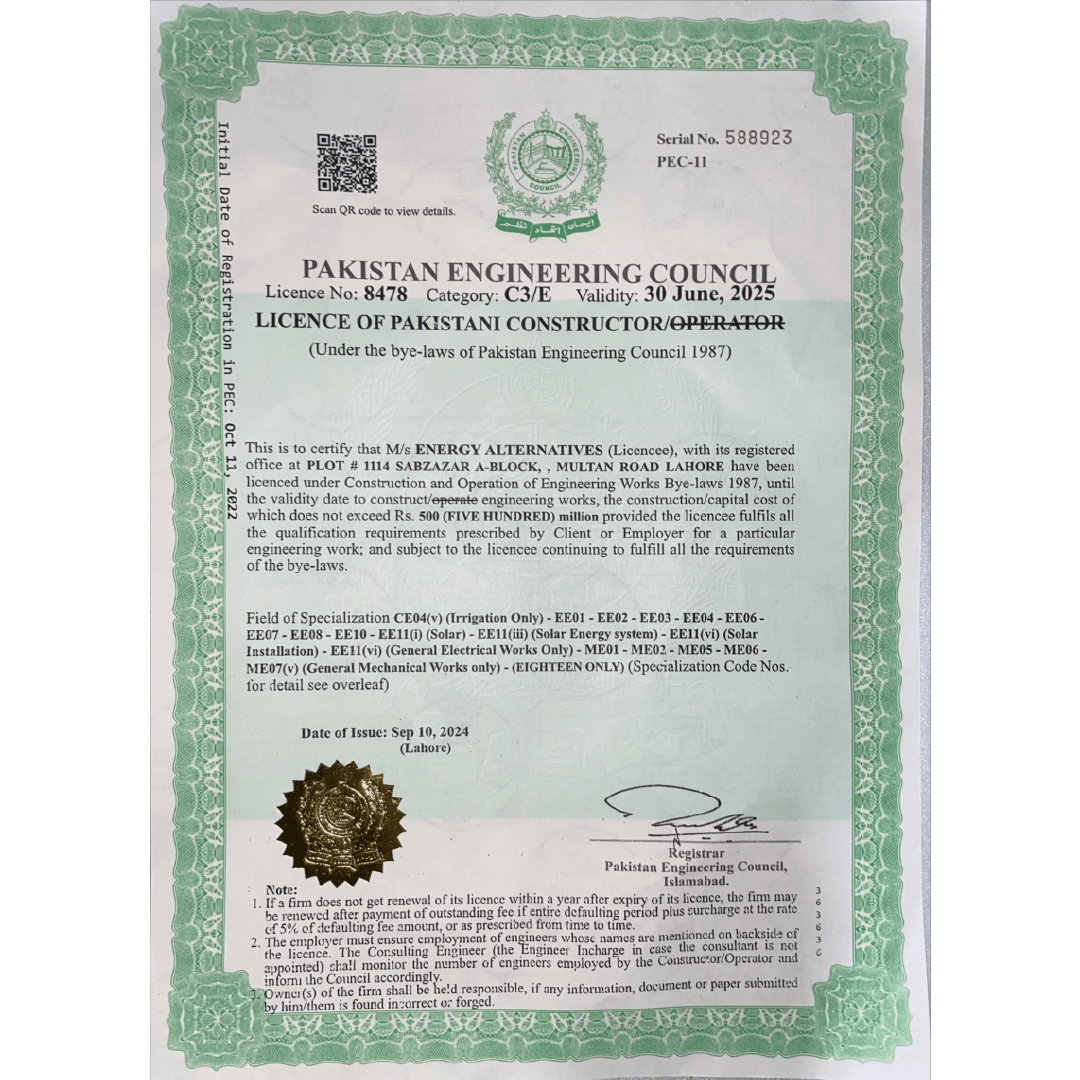 Initial Date of Registration in PEC: Oct 11, 2022
Scan QR code to view details.
PAKISTAN ENGINEERING
COUNCIL
ایمان اتحاد نظم
Serial No. 588923
PEC-11
PAKISTAN ENGINEERING COUNCIL
Licence No: 8478 Category: C3/E Validity: 30 June, 2025
LICENCE OF PAKISTANI CONSTRUCTOR/OPERATOR
(Under the bye-laws of Pakistan Engineering Council 1987)
This is to certify that M/s ENERGY ALTERNATIVES (Licencee), with its registered
office at PLOT # 1114 SABZAZAR A-BLOCK, , MULTAN ROAD LAHORE have been
licenced under Construction and Operation of Engineering Works Bye-laws 1987, until
the validity date to construct/operate engineering works, the construction/capital cost of
which does not exceed Rs. 500 (FIVE HUNDRED) million provided the licencee fulfils all
the qualification requirements prescribed by Client or Employer for a particular
engineering work; and subject to the licencee continuing to fulfill all the requirements
of the bye-laws.
Field of Specialization CE04(v) (Irrigation Only) - EE01 - EE02 - EE03 - EE04 - EE06 -
EE07 - EE08 - EE10 - EE11(i) (Solar) - EE11(iii) (Solar Energy system) - EE11(vi) (Solar
Installation) - EE11(vi) (General Electrical Works Only) - ME01 - ME02 - ME05 - ME06 -
ME07(v) (General Mechanical Works only) - (EIGHTEEN ONLY) (Specialization Code Nos.
for detail see overleaf)
Date of Issue: Sep 10, 2024
(Lahore)
Registrar
Pakistan Engineering Council,
Islamabad.
Note:
1. If a firm does not get renewal of its licence within a year after expiry of its licence, the firm may
be renewed after payment of outstanding fee if entire defaulting period plus surcharge at the rate
of 5% of defaulting fee amount, or as prescribed from time to time.
2. The employer must ensure employment of engineers whose names are mentioned on backside of
the licence. The Consulting Engineer (the Engineer Incharge in case the consultant is not
appointed) shall monitor the number of engineers employed by the Constructor/Operator and
inform the Council accordingly.
3. Owner(s) of the firm shall be held responsible, if any information, document or paper submitted
by him/them is found incorrect or forged.
3
6
3
6
3
6